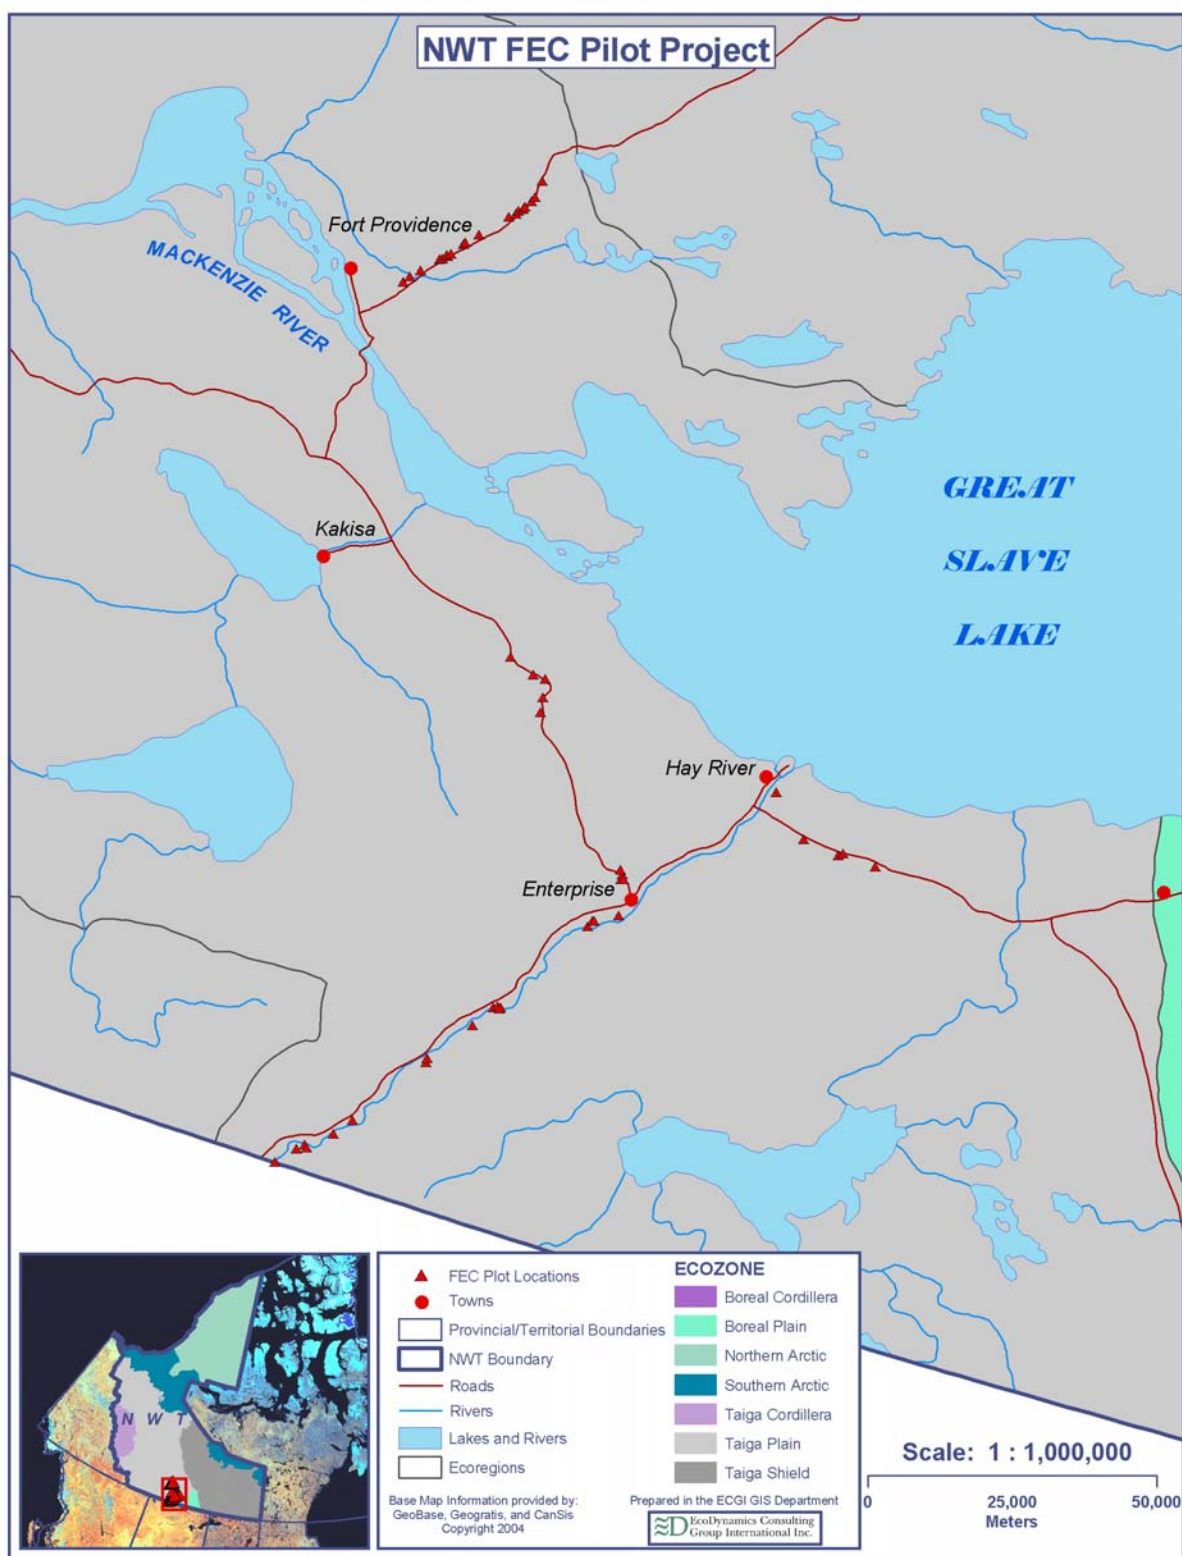 NWT FEC Pilot Project
Fort Providence
MACKENZIE RIVER
GREAT
SLAVE
LAKE
Kakisa
Hay River
Enterprise
N W T
FEC Plot Locations
Towns
Provincial/Territorial Boundaries
NWT Boundary
Roads
Rivers
Lakes and Rivers
Ecoregions
Base Map Information provided by:
GeoBase, Geogratis, and CanSis
Copyright 2004
ECOZONE
Boreal Cordillera
Boreal Plain
Northern Arctic
Southern Arctic
Taiga Cordillera
Taiga Plain
Taiga Shield
Prepared in the ECGI GIS Department
EcoDynamics Consulting
Group International Inc.
Scale: 1 : 1,000,000
0 25,000 50,000
Meters